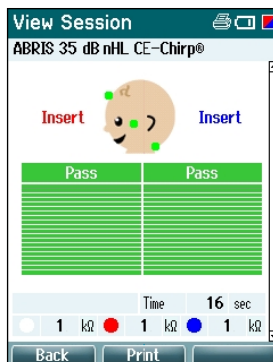 View Session
ABRIS 35 dB nHL CE-Chirp®
Insert Insert
Pass Pass
Time 16 sec
1 kΩ 1 kΩ 1 kΩ
Back Print